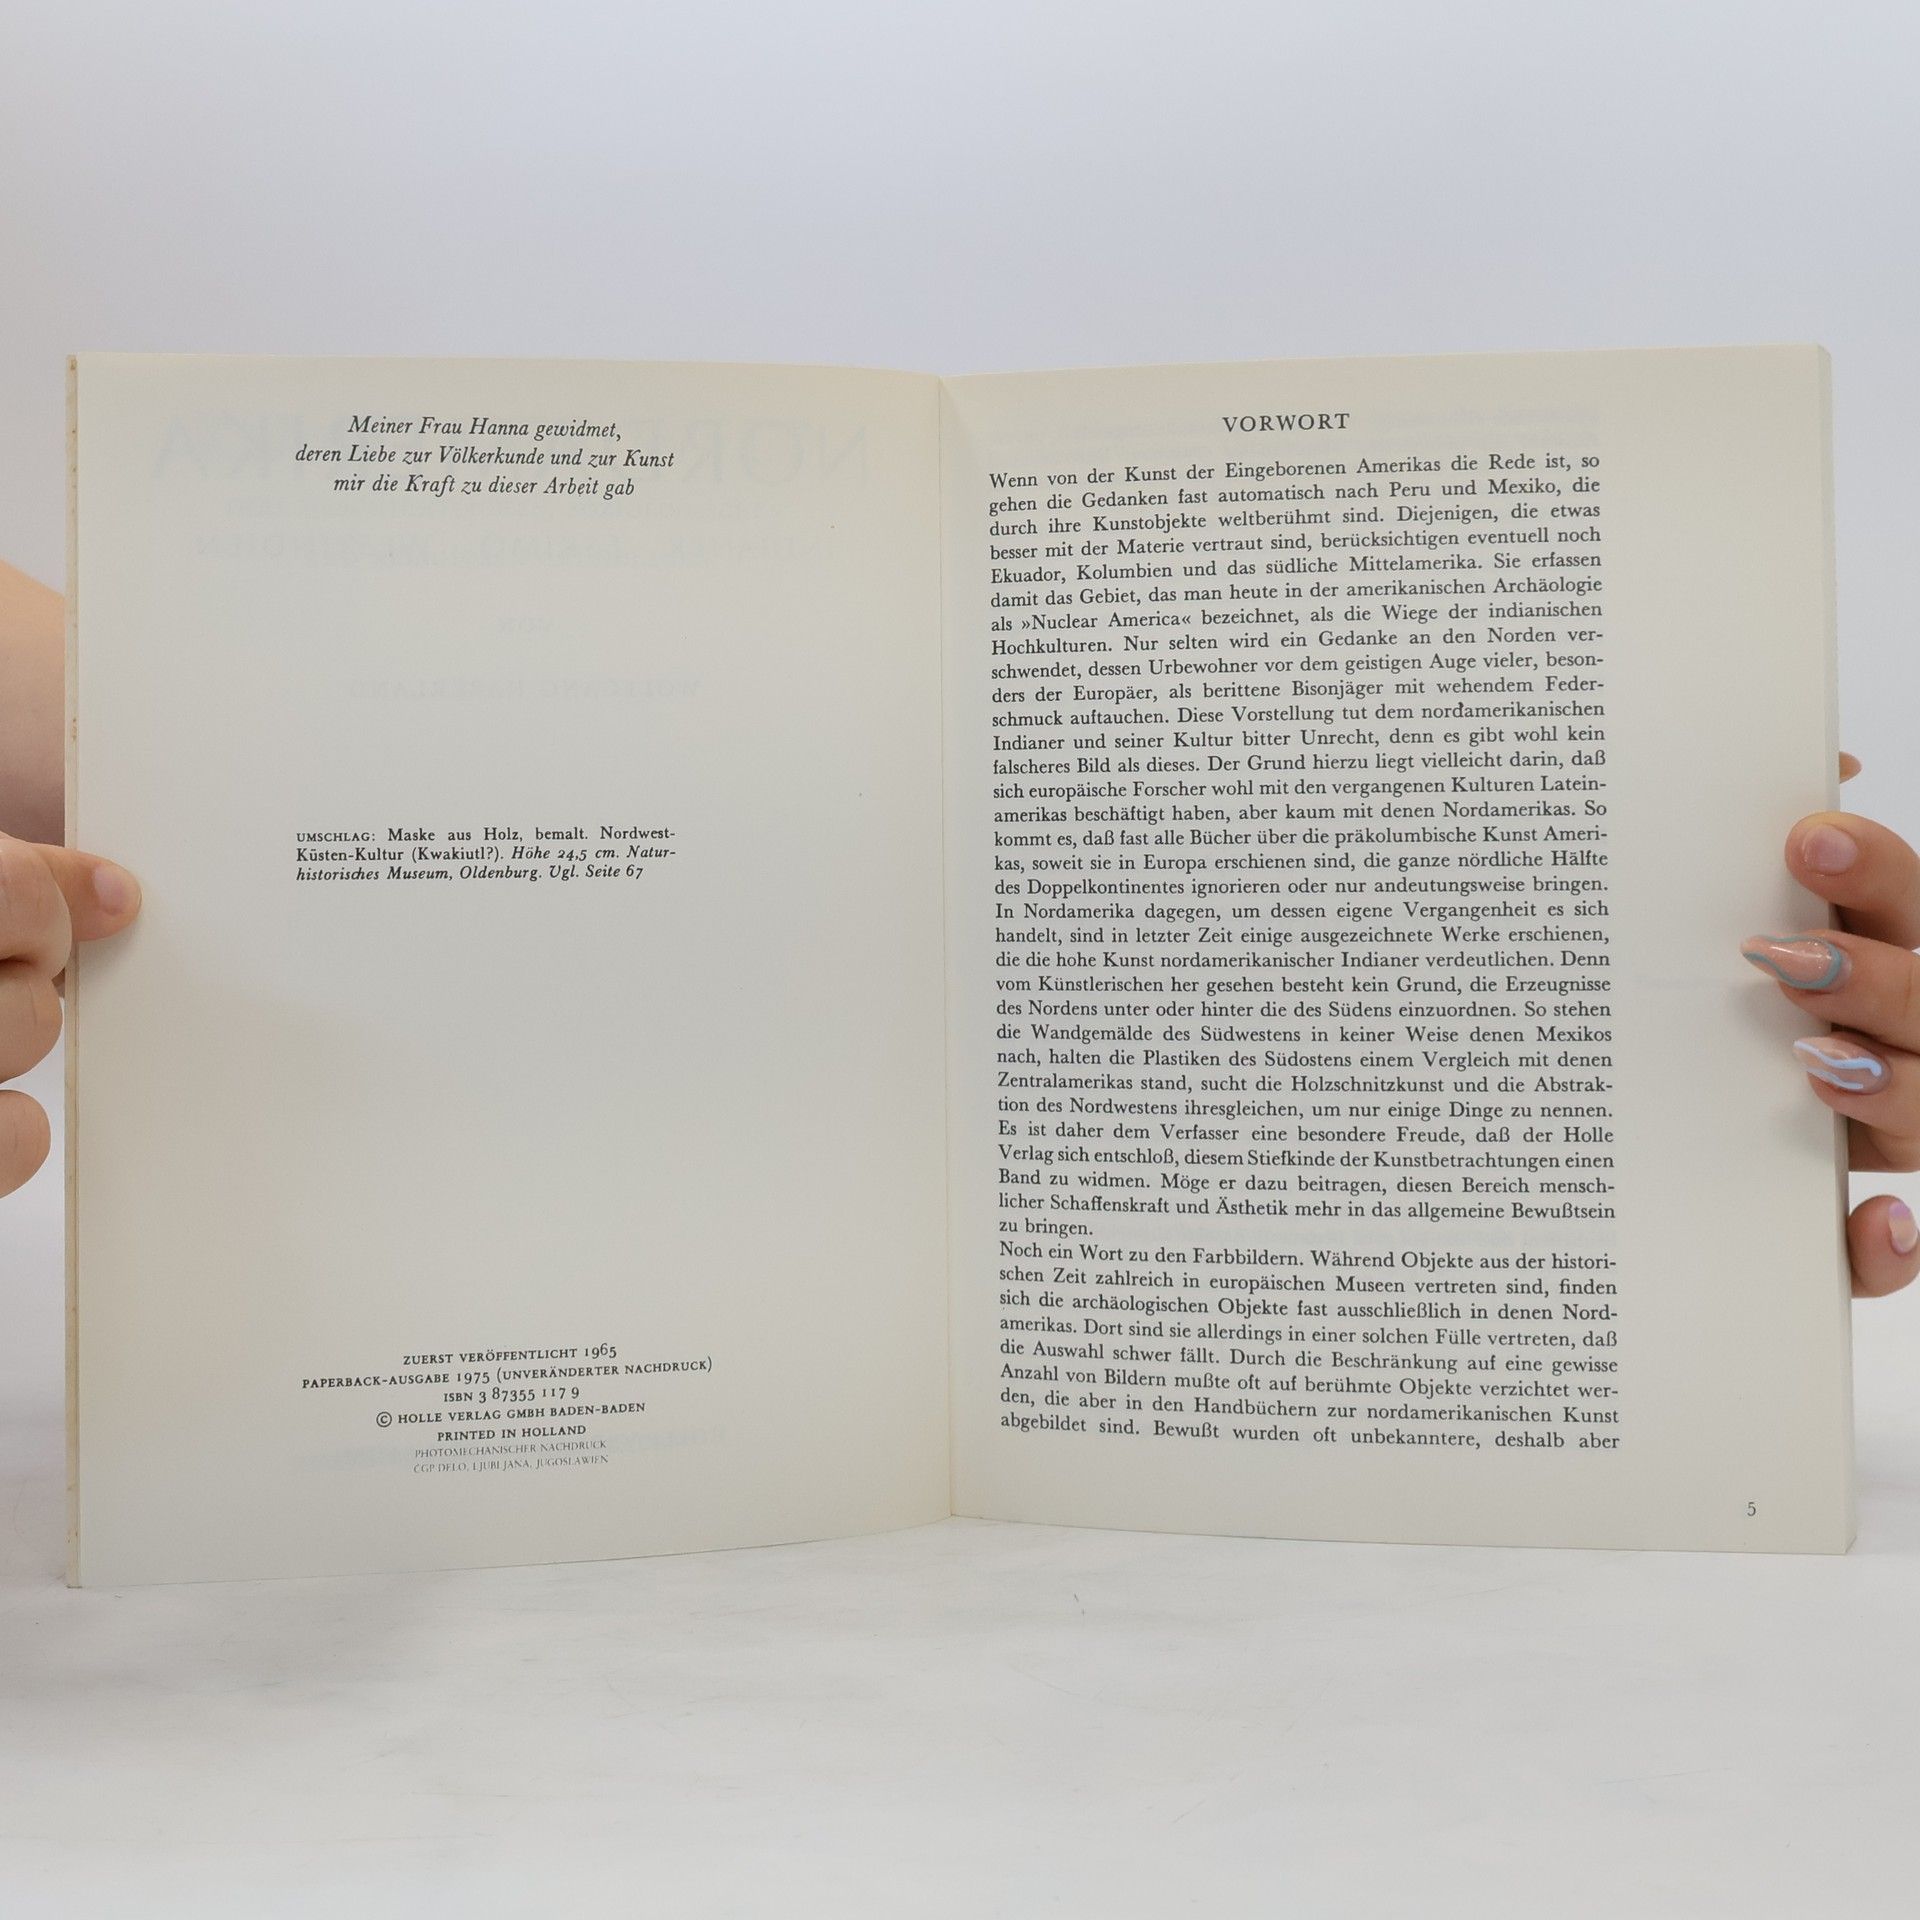 Meiner Frau Hanna gewidmet,
deren Liebe zur Völkerkunde und zur Kunst
mir die Kraft zu dieser Arbeit gab
UMSCHLAG: Maske aus Holz, bemalt. Nordwest-
Küsten-Kultur (Kwakiutl?). Höhe 24,5 cm. Natur-
historisches Museum, Oldenburg. Vgl. Seite 67
ZUERST VERÖFFENTLICHT 1965
PAPERBACK-AUSGABE 1975 (UNVERÄNDERTER NACHDRUCK)
ISBN 3 87355 117 9
© HOLLE VERLAG GMBH BADEN-BADEN
PRINTED IN HOLLAND
PHOTOMECHANISCHER NACHDRUCK
ČGP DELO, LJUBLJANA, JUGOSLAWIEN
VORWORT
Wenn von der Kunst der Eingeborenen Amerikas die Rede ist, so
gehen die Gedanken fast automatisch nach Peru und Mexiko, die
durch ihre Kunstobjekte weltberühmt sind. Diejenigen, die etwas
besser mit der Materie vertraut sind, berücksichtigen eventuell noch
Ekuador, Kolumbien und das südliche Mittelamerika. Sie erfassen
damit das Gebiet, das man heute in der amerikanischen Archäologie
als »Nuclear America« bezeichnet, als die Wiege der indianischen
Hochkulturen. Nur selten wird ein Gedanke an den Norden ver-
schwendet, dessen Urbewohner vor dem geistigen Auge vieler, beson-
ders der Europäer, als berittene Bisonjäger mit wehendem Feder-
schmuck auftauchen. Diese Vorstellung tut dem nordamerikanischen
Indianer und seiner Kultur bitter Unrecht, denn es gibt wohl kein
falscheres Bild als dieses. Der Grund hierzu liegt vielleicht darin, daß
sich europäische Forscher wohl mit den vergangenen Kulturen Latein-
amerikas beschäftigt haben, aber kaum mit denen Nordamerikas. So
kommt es, daß fast alle Bücher über die präkolumbische Kunst Ameri-
kas, soweit sie in Europa erschienen sind, die ganze nördliche Hälfte
des Doppelkontinentes ignorieren oder nur andeutungsweise bringen.
In Nordamerika dagegen, um dessen eigene Vergangenheit es sich
handelt, sind in letzter Zeit einige ausgezeichnete Werke erschienen,
die die hohe Kunst nordamerikanischer Indianer verdeutlichen. Denn
vom Künstlerischen her gesehen besteht kein Grund, die Erzeugnisse
des Nordens unter oder hinter die des Südens einzuordnen. So stehen
die Wandgemälde des Südwestens in keiner Weise denen Mexikos
nach, halten die Plastiken des Südostens einem Vergleich mit denen
Zentralamerikas stand, sucht die Holzschnitzkunst und die Abstrak-
tion des Nordwestens ihresgleichen, um nur einige Dinge zu nennen.
Es ist daher dem Verfasser eine besondere Freude, daß der Holle
Verlag sich entschloß, diesem Stiefkinde der Kunstbetrachtungen einen
Band zu widmen. Möge er dazu beitragen, diesen Bereich mensch-
licher Schaffenskraft und Ästhetik mehr in das allgemeine Bewußtsein
zu bringen.
Noch ein Wort zu den Farbbildern. Während Objekte aus der histori-
schen Zeit zahlreich in europäischen Museen vertreten sind, finden
sich die archäologischen Objekte fast ausschließlich in denen Nord-
amerikas. Dort sind sie allerdings in einer solchen Fülle vertreten, daß
die Auswahl schwer fällt. Durch die Beschränkung auf eine gewisse
Anzahl von Bildern mußte oft auf berühmte Objekte verzichtet wer-
den, die aber in den Handbüchern zur nordamerikanischen Kunst
abgebildet sind. Bewußt wurden oft unbekanntere, deshalb aber
5